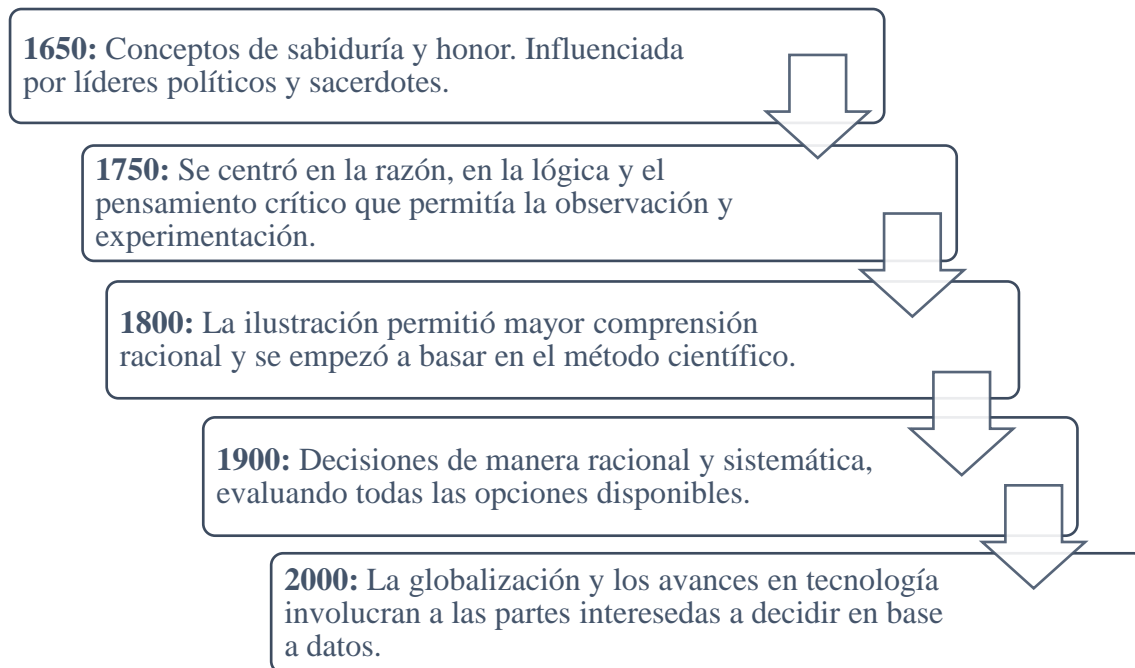 1650: Conceptos de sabiduría y honor. Influenciada
por líderes políticos y sacerdotes.
1750: Se centró en la razón, en la lógica y el
pensamiento crítico que permitía la observación y
experimentación.
1800: La ilustración permitió mayor comprensión
racional y se empezó a basar en el método científico.
1900: Decisiones de manera racional y sistemática,
evaluando todas las opciones disponibles.
2000: La globalización y los avances en tecnología
involucran a las partes interesedas a decidir en base
a datos.